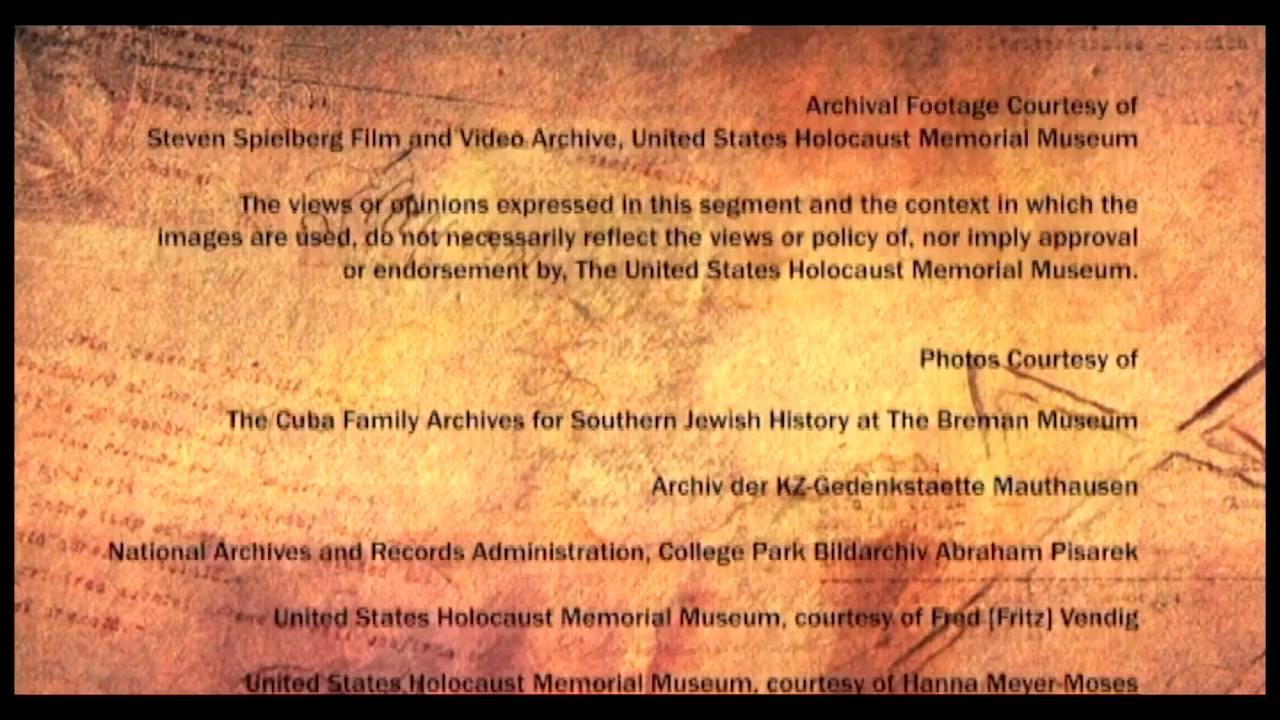 Archival Footage Courtesy of
Steven Spielberg Film and Video Archive, United States Holocaust Memorial Museum
The views or opinions expressed in this segment and the context in which the
images are used, do not necessarily reflect the views or policy of, nor imply approval
or endorsement by, The United States Holocaust Memorial Museum.
Photos Courtesy of
The Cuba Family Archives for Southern Jewish History at The Breman Museum
Archiv der KZ-Gedenkstaette Mauthausen
National Archives and Records Administration, College Park Bildarchiv Abraham Pisarek
United States Holocaust Memorial Museum, courtesy of Fred [Fritz] Vendig
United States Holocaust Memorial Museum, courtesy of Hanna Meyer-Moses